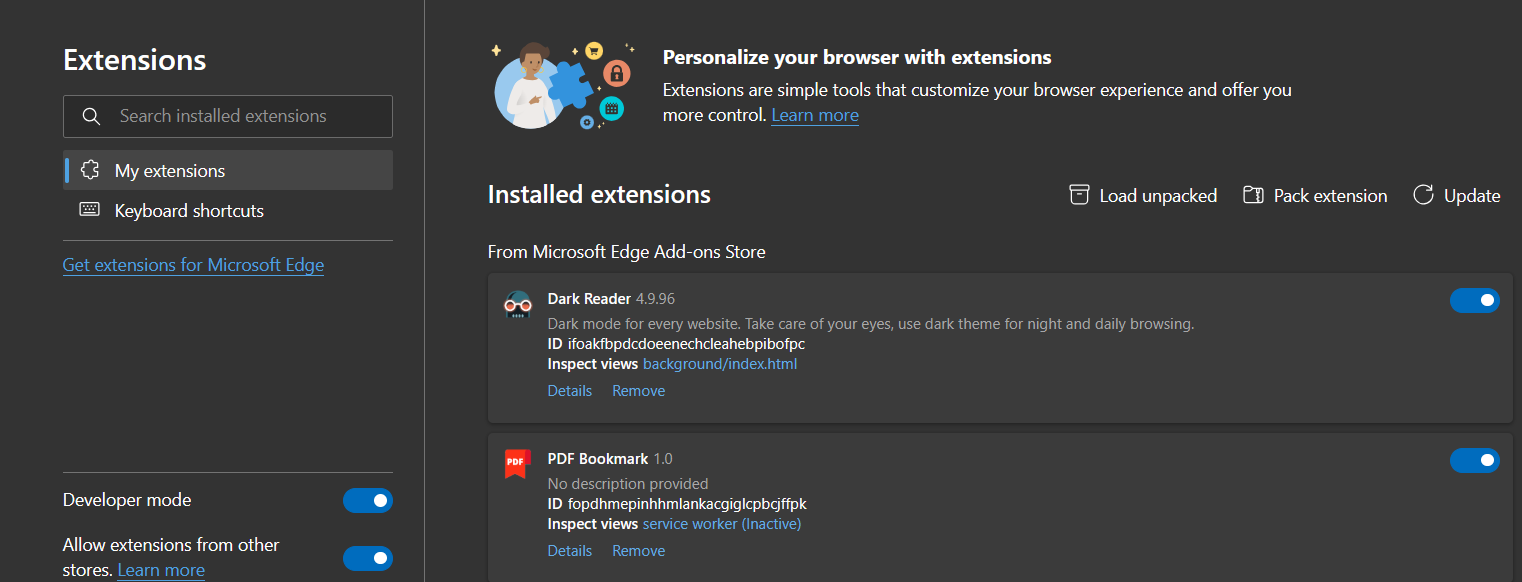 Extensions
Search installed extensions
My extensions
Keyboard shortcuts
Get extensions for Microsoft Edge
Developer mode
Allow extensions from other
stores. Learn more
Personalize your browser with extensions
Extensions are simple tools that customize your browser experience and offer you
more control. Learn more
Installed extensions
Load unpacked
Pack extension
Update
From Microsoft Edge Add-ons Store
Dark Reader 4.9.96
Dark mode for every website. Take care of your eyes, use dark theme for night and daily browsing.
ID ifoakfbpdcdoeenechcleahebpibofpc
Inspect views background/index.html
Details Remove
PDF
PDF Bookmark 1.0
No description provided
ID fopdhmepinhhmlankacgiglcpbcjffpk
Inspect views service worker (Inactive)
Details Remove